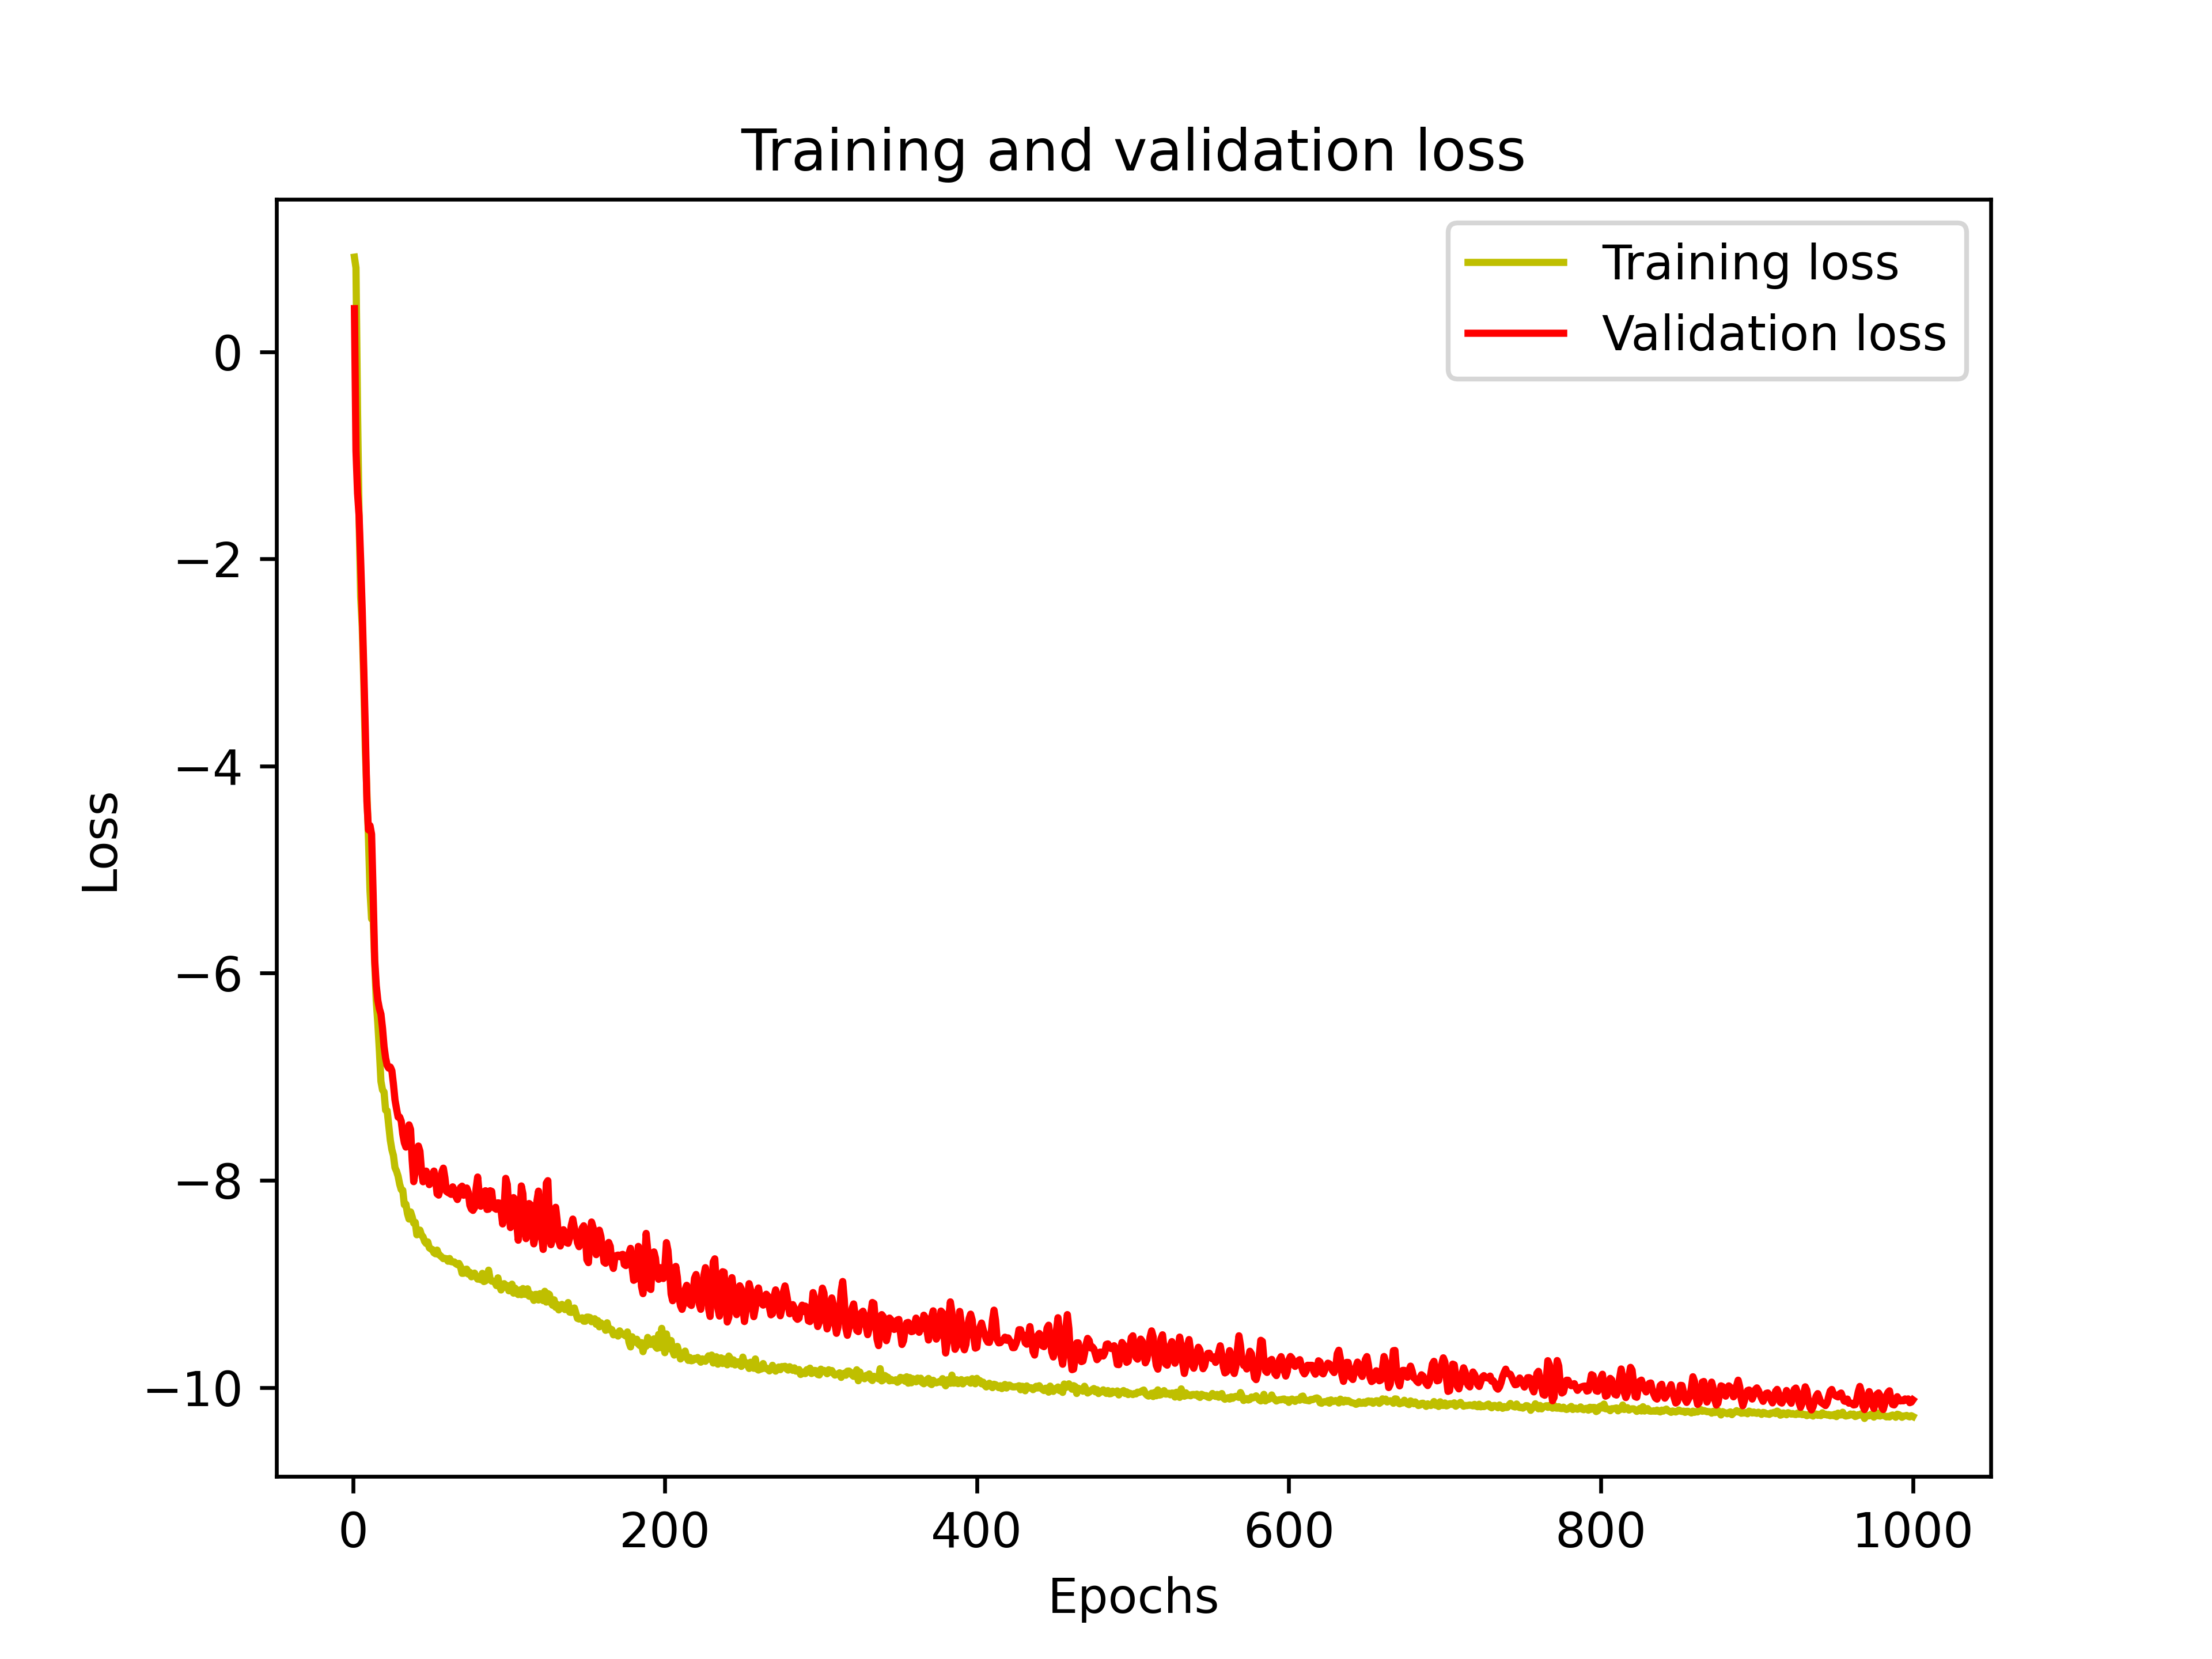 Training and validation loss
Training loss
Validation loss
0
−2
−4
−6
−8
−10
Loss
0 200 400 600 800 1000
Epochs